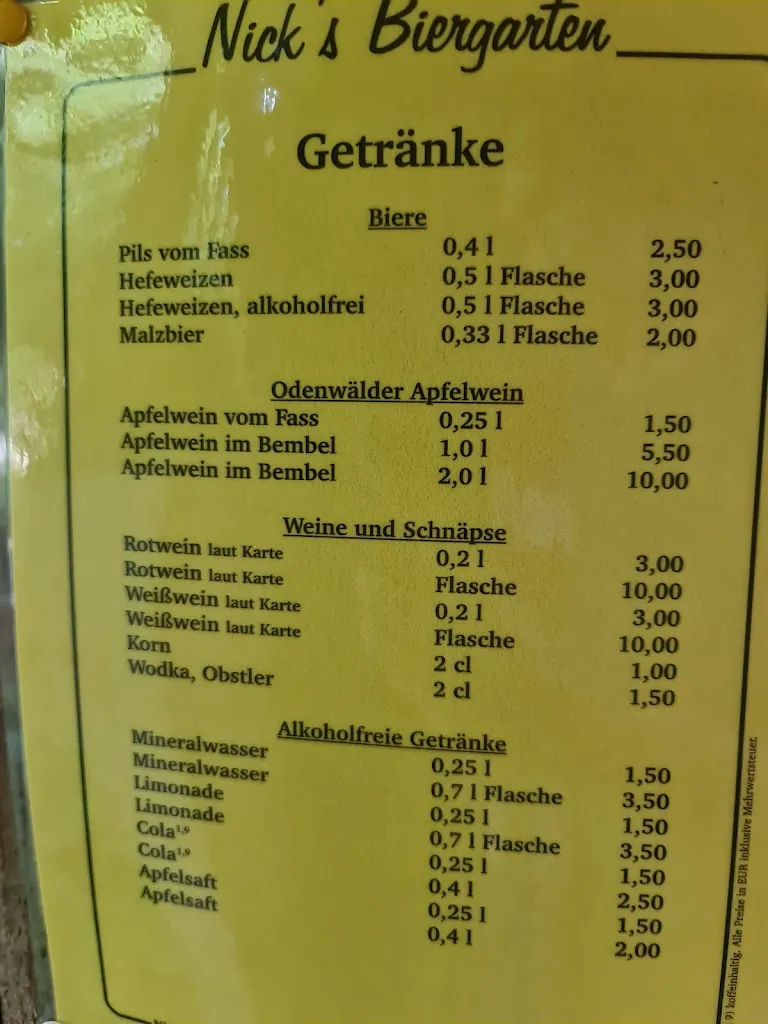 Nick's Biergarten
Getränke
Biere
Pils vom Fass 0,4 l 2,50
Hefeweizen 0,5 l Flasche 3,00
Hefeweizen, alkoholfrei 0,5 l Flasche 3,00
Malzbier 0,33 l Flasche 2,00
Odenwälder Apfelwein
Apfelwein vom Fass 0,25 l 1,50
Apfelwein im Bembel 1,0 l 5,50
Apfelwein im Bembel 2,0 l 10,00
Weine und Schnäpse
Rotwein laut Karte 0,2 l 3,00
Rotwein laut Karte Flasche 10,00
Weißwein laut Karte 0,2 l 3,00
Weißwein laut Karte Flasche 10,00
Korn 2 cl 1,00
Wodka, Obstler 2 cl 1,50
Alkoholfreie Getränke
Mineralwasser 0,25 l 1,50
Mineralwasser 0,7 l Flasche 3,50
Limonade 0,25 l 1,50
Limonade 0,7 l Flasche 3,50
Cola¹,⁹ 0,25 l 1,50
Cola¹,⁹ 0,4 l 2,50
Apfelsaft 0,25 l 1,50
Apfelsaft 0,4 l 2,00
9) koffeinhaltig. Alle Preise in EUR inklusive Mehrwertsteuer.